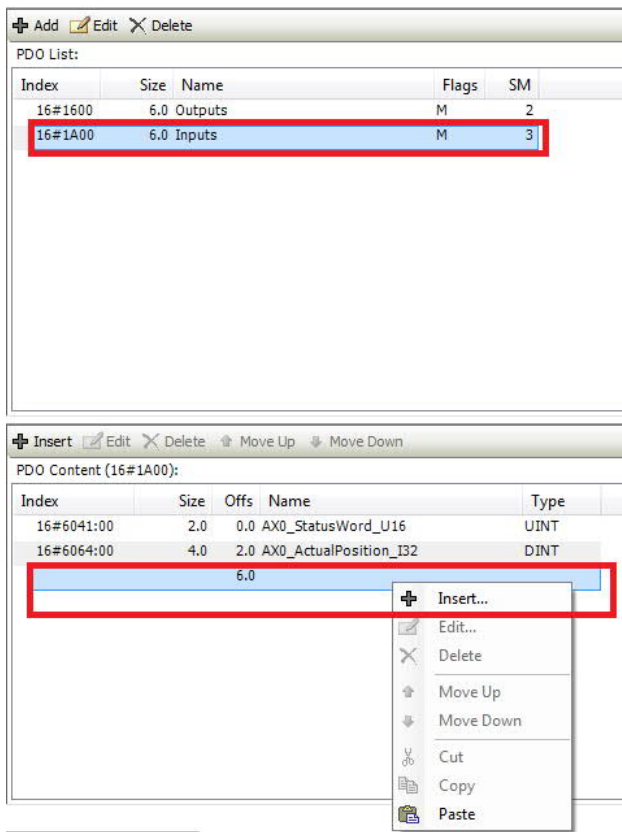 Add Edit Delete
PDO List:
Index Size Name Flags SM
16#1600 6.0 Outputs M 2
16#1A00 6.0 Inputs M 3
Insert Edit Delete Move Up Move Down
PDO Content (16#1A00):
Index Size Offs Name Type
16#6041:00 2.0 0.0 AX0_StatusWord_U16 UINT
16#6064:00 4.0 2.0 AX0_ActualPosition_I32 DINT
6.0
Insert...
Edit...
Delete
Move Up
Move Down
Cut
Copy
Paste